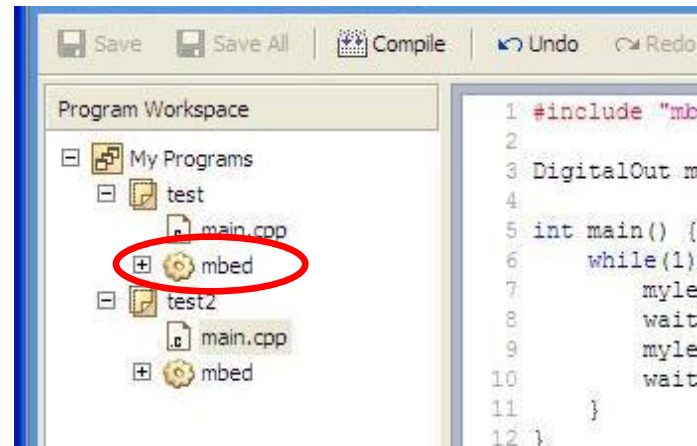 Save Save All Compile Undo Redo
Program Workspace
My Programs
test
main.cpp
mbed
test2
main.cpp
mbed
1 #include "mb
2
3 DigitalOut m
4
5 int main() {
6 while(1)
7 myle
8 wait
9 myle
10 wait
11 }
12 }